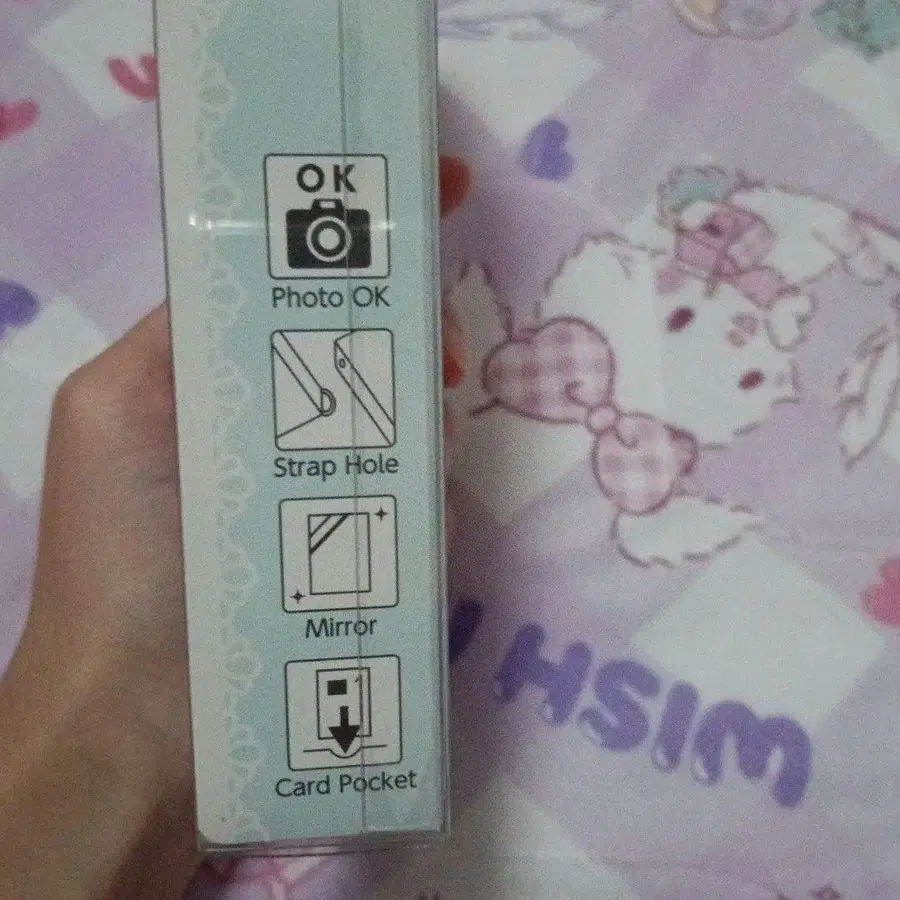 OK
Photo OK
Strap Hole
Mirror
Card Pocket
WISH